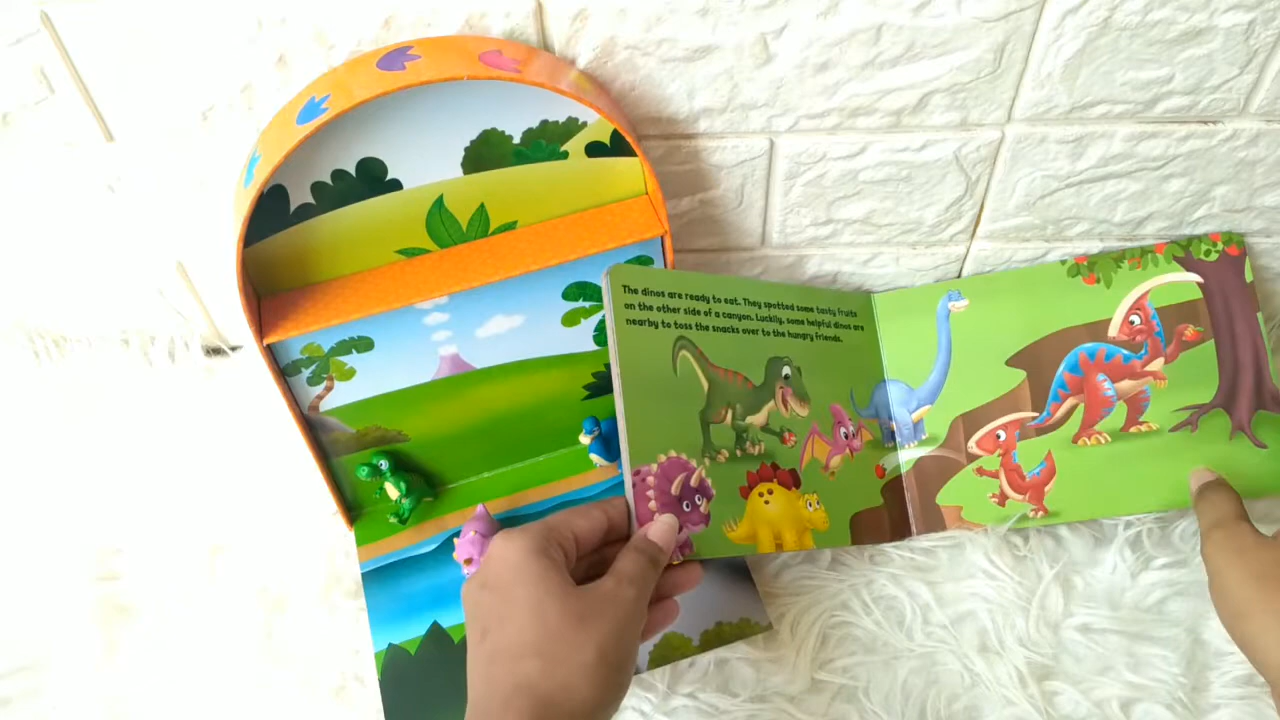 The dinos are ready to eat. They spotted some tasty fruits
on the other side of a canyon. Luckily, some helpful dinos are
nearby to toss the snacks over to the hungry friends.